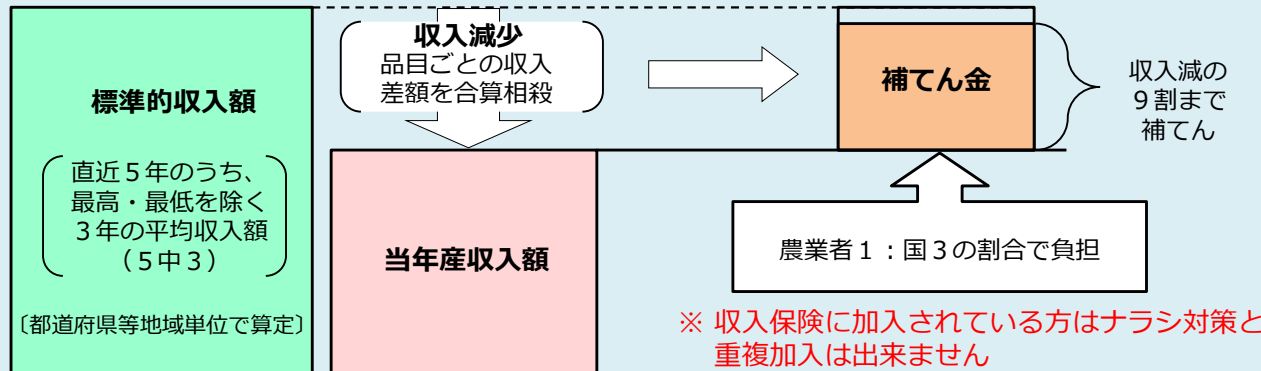 標準的収入額
直近５年のうち、
最高・最低を除く
３年の平均収入額
（５中３）
〔都道府県等地域単位で算定〕
収入減少
品目ごとの収入
差額を合算相殺
当年産収入額
補てん金
収入減の
９割まで
補てん
農業者１：国３の割合で負担
※ 収入保険に加入されている方はナラシ対策と
重複加入は出来ません